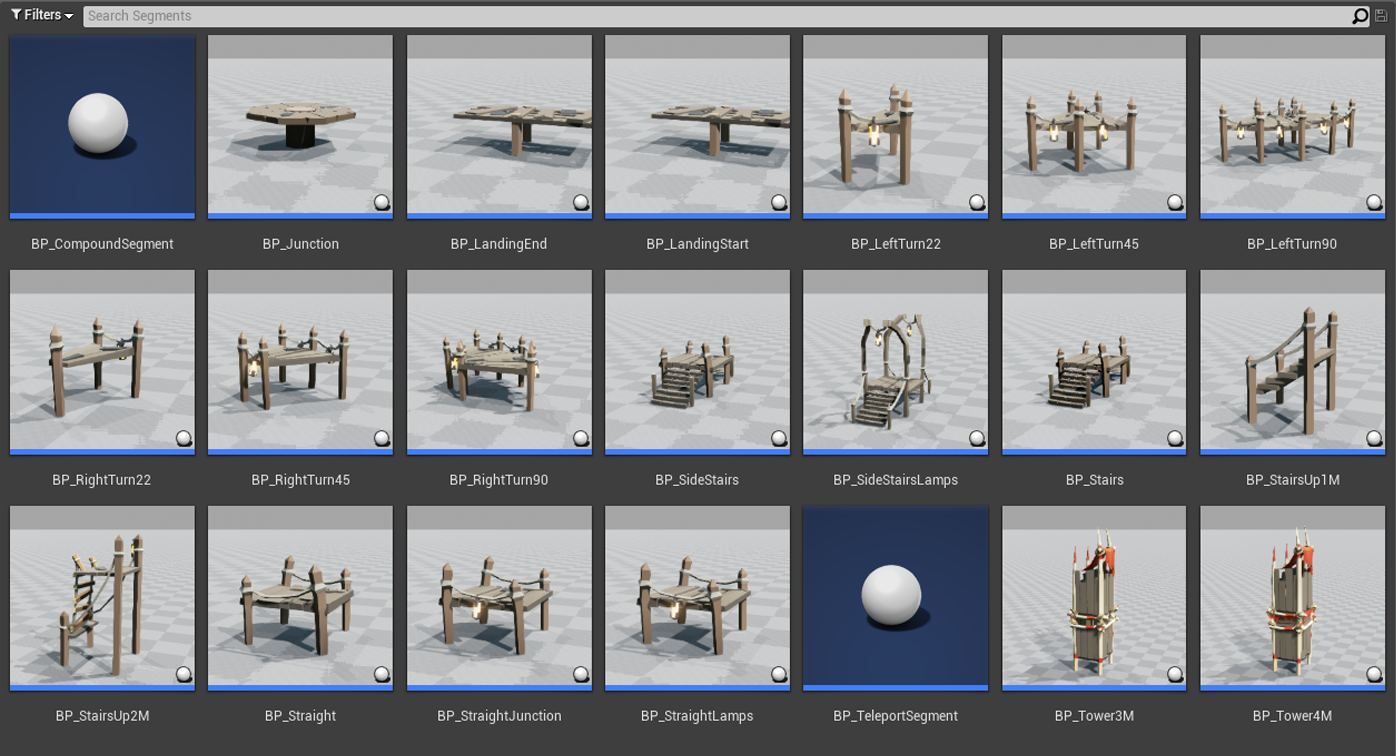 Filters
Search Segments
BP_CompoundSegment
BP_Junction
BP_LandingEnd
BP_LandingStart
BP_LeftTurn22
BP_LeftTurn45
BP_LeftTurn90
BP_RightTurn22
BP_RightTurn45
BP_RightTurn90
BP_SideStairs
BP_SideStairsLamps
BP_Stairs
BP_StairsUp1M
BP_StairsUp2M
BP_Straight
BP_StraightJunction
BP_StraightLamps
BP_TeleportSegment
BP_Tower3M
BP_Tower4M